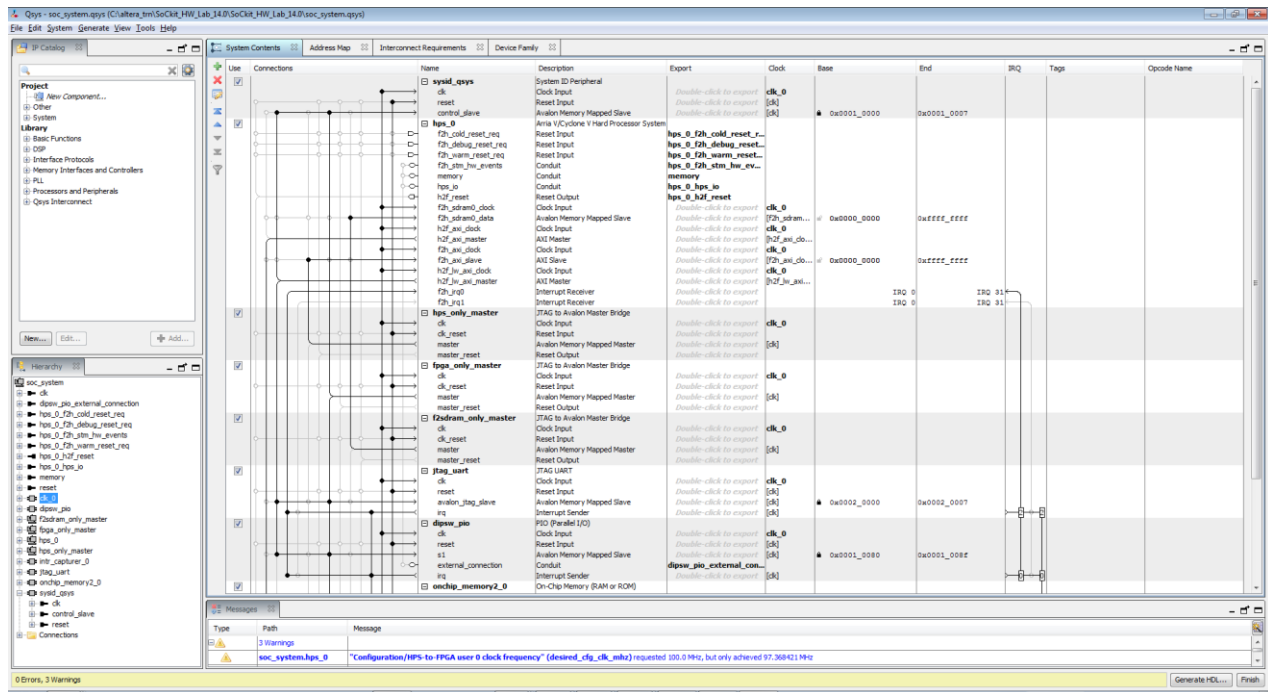 Qsys - soc_system.qsys (C:\altera_trn\SoCkit_HW_Lab_14.0\SoCkit_HW_Lab_14.0\soc_system.qsys)
File Edit System Generate View Tools Help
IP Catalog
Project
New Component...
Other
System
Library
Basic Functions
DSP
Interface Protocols
Memory Interfaces and Controllers
PLL
Processors and Peripherals
Qsys Interconnect
New... Edit... Add...
Hierarchy
soc_system
clk
dipsw_pio_external_connection
hps_0_f2h_cold_reset_req
hps_0_f2h_debug_reset_req
hps_0_f2h_stm_hw_events
hps_0_f2h_warm_reset_req
hps_0_h2f_reset
hps_0_hps_io
memory
reset
clk_0
dipsw_pio
f2sdram_only_master
fpga_only_master
hps_0
hps_only_master
intr_capturer_0
jtag_uart
onchip_memory2_0
sysid_qsys
clk
control_slave
reset
Connections
System Contents Address Map Interconnect Requirements Device Family
Use Connections Name Description Export Clock Base End IRQ Tags Opcode Name
sysid_qsys System ID Peripheral
clk Clock Input Double-click to export clk_0
reset Reset Input Double-click to export [clk]
control_slave Avalon Memory Mapped Slave Double-click to export [clk] 0x0001_0000 0x0001_0007
hps_0 Arria V/Cyclone V Hard Processor System
f2h_cold_reset_req Reset Input hps_0_f2h_cold_reset_r...
f2h_debug_reset_req Reset Input hps_0_f2h_debug_reset...
f2h_warm_reset_req Reset Input hps_0_f2h_warm_reset...
f2h_stm_hw_events Conduit hps_0_f2h_stm_hw_ev...
memory Conduit memory
hps_io Conduit hps_0_hps_io
h2f_reset Reset Output hps_0_h2f_reset
f2h_sdram0_clock Clock Input Double-click to export clk_0
f2h_sdram0_data Avalon Memory Mapped Slave Double-click to export [f2h_sdram... 0x0000_0000 0xffff_ffff
h2f_axi_clock Clock Input Double-click to export clk_0
h2f_axi_master AXI Master Double-click to export [h2f_axi_clo...
f2h_axi_clock Clock Input Double-click to export clk_0
f2h_axi_slave AXI Slave Double-click to export [f2h_axi_clo... 0x0000_0000 0xffff_ffff
h2f_lw_axi_clock Clock Input Double-click to export clk_0
h2f_lw_axi_master AXI Master Double-click to export [h2f_lw_axi...
f2h_irq0 Interrupt Receiver Double-click to export IRQ 0 IRQ 31
f2h_irq1 Interrupt Receiver Double-click to export IRQ 0 IRQ 31
hps_only_master JTAG to Avalon Master Bridge
clk Clock Input Double-click to export clk_0
clk_reset Reset Input Double-click to export
master Avalon Memory Mapped Master Double-click to export [clk]
master_reset Reset Output Double-click to export
fpga_only_master JTAG to Avalon Master Bridge
clk Clock Input Double-click to export clk_0
clk_reset Reset Input Double-click to export
master Avalon Memory Mapped Master Double-click to export [clk]
master_reset Reset Output Double-click to export
f2sdram_only_master JTAG to Avalon Master Bridge
clk Clock Input Double-click to export clk_0
clk_reset Reset Input Double-click to export
master Avalon Memory Mapped Master Double-click to export [clk]
master_reset Reset Output Double-click to export
jtag_uart JTAG UART
clk Clock Input Double-click to export clk_0
reset Reset Input Double-click to export [clk]
avalon_jtag_slave Avalon Memory Mapped Slave Double-click to export [clk] 0x0002_0000 0x0002_0007
irq Interrupt Sender Double-click to export [clk]
dipsw_pio PIO (Parallel I/O)
clk Clock Input Double-click to export clk_0
reset Reset Input Double-click to export [clk]
s1 Avalon Memory Mapped Slave Double-click to export [clk] 0x0001_0080 0x0001_008f
external_connection Conduit dipsw_pio_external_con...
irq Interrupt Sender Double-click to export [clk]
onchip_memory2_0 On-Chip Memory (RAM or ROM)
Messages
Type Path Message
3 Warnings
soc_system.hps_0 "Configuration/HPS-to-FPGA user 0 clock frequency" (desired_cfg_clk_mhz) requested 100.0 MHz, but only achieved 97.368421 MHz
0 Errors, 3 Warnings
Generate HDL... Finish